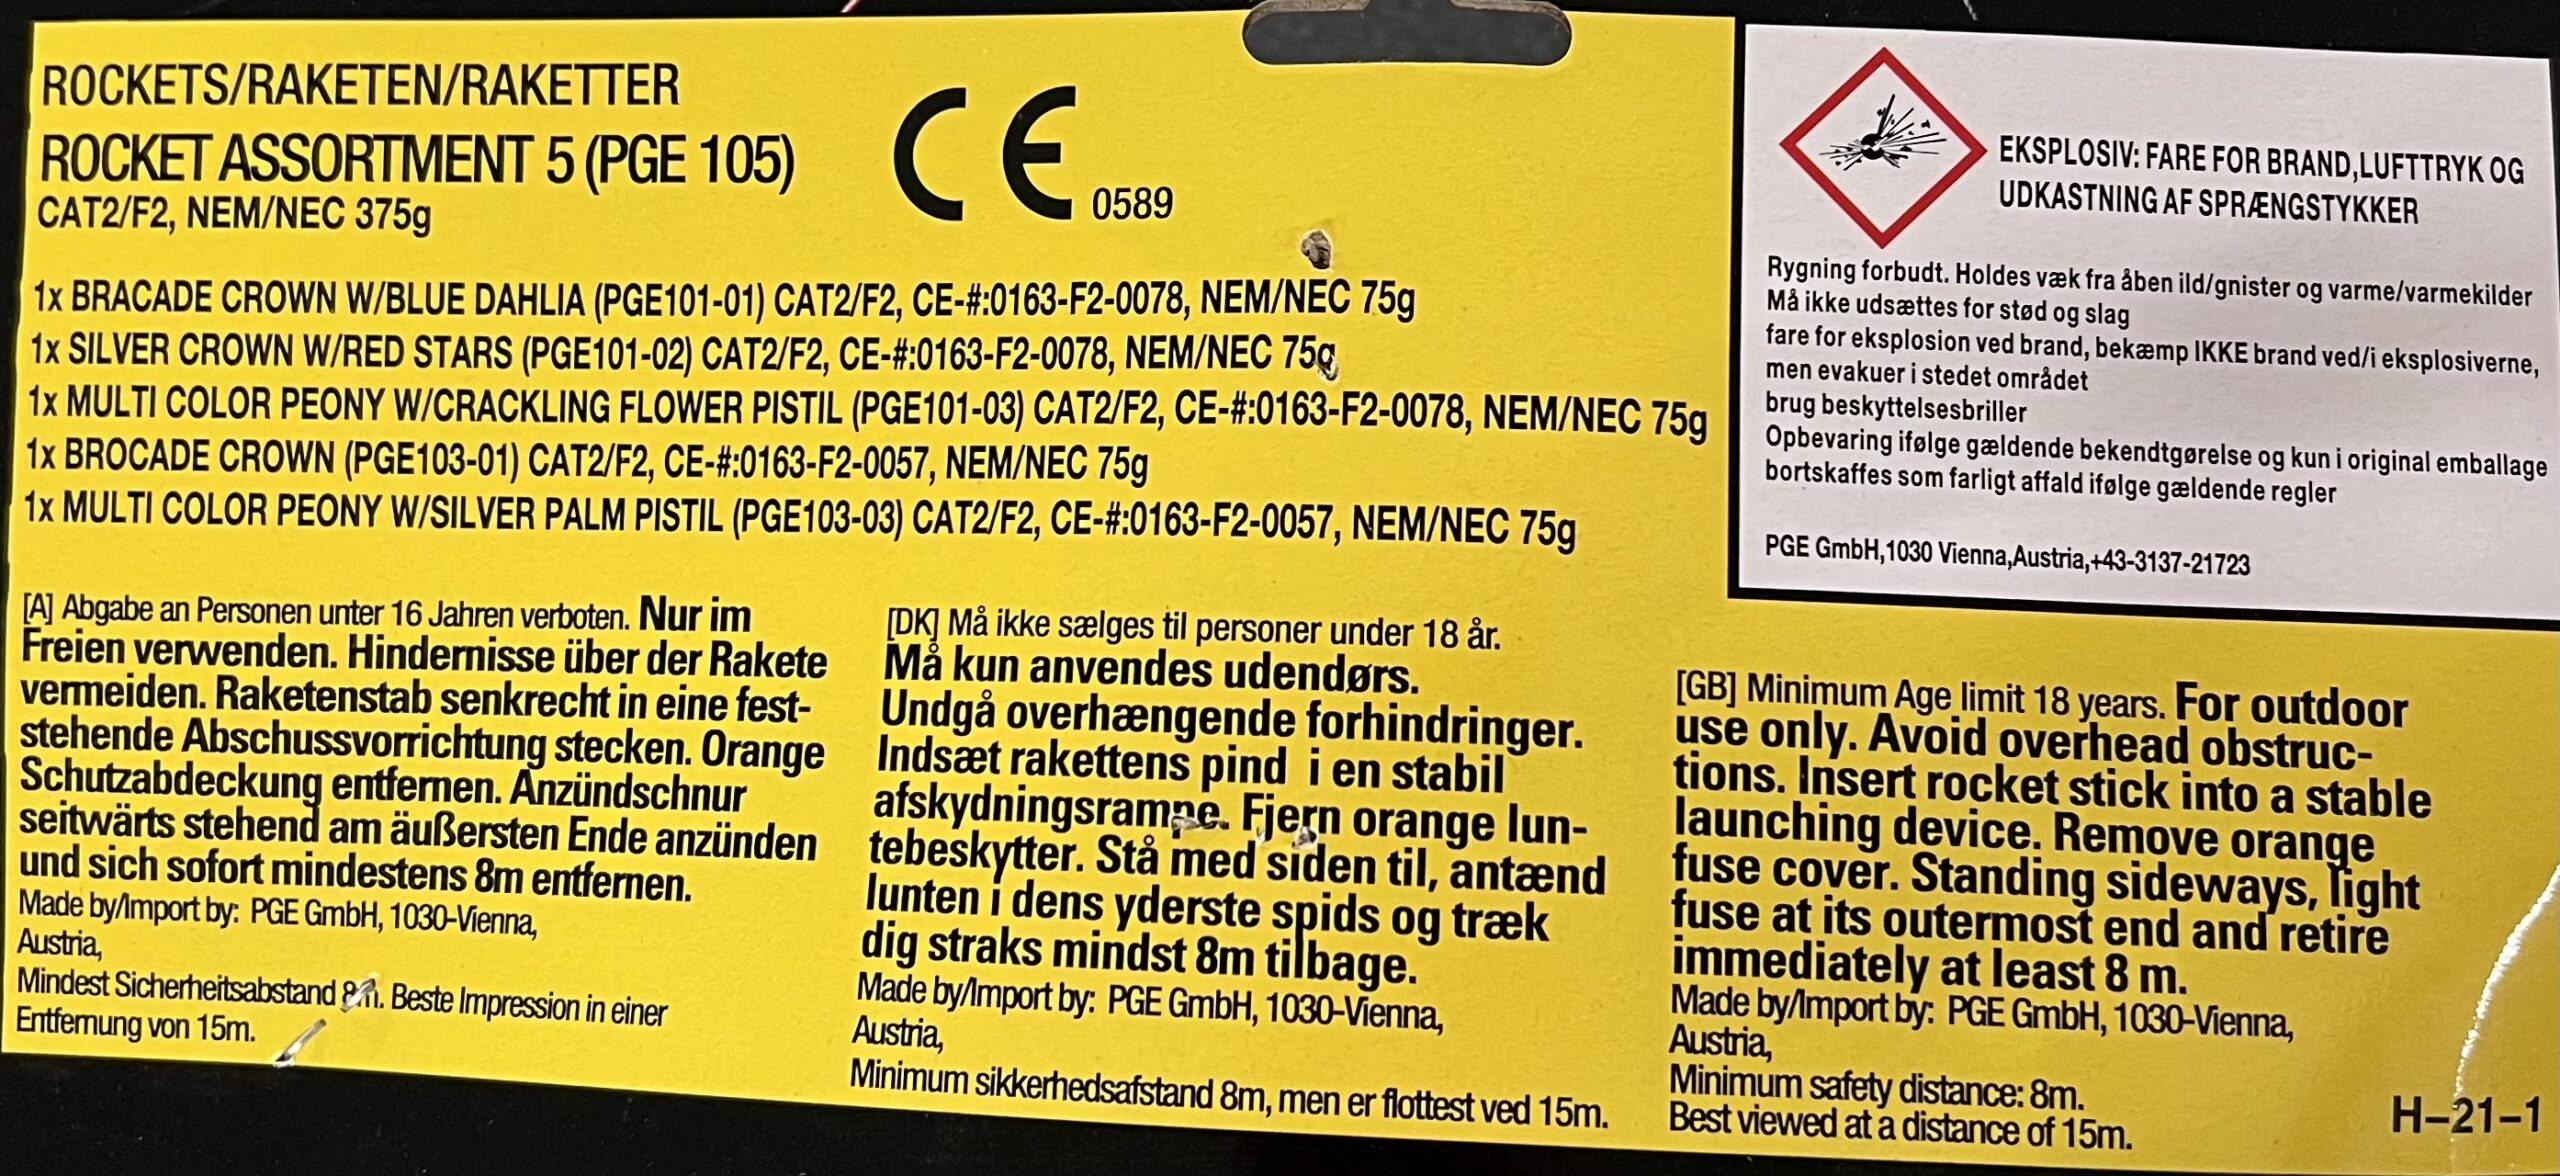 ROCKETS/RAKETEN/RAKETTER
ROCKET ASSORTMENT 5 (PGE 105)
CAT2/F2, NEM/NEC 375g
CE 0589
1x BRACADE CROWN W/BLUE DAHLIA (PGE101-01) CAT2/F2, CE-#:0163-F2-0078, NEM/NEC 75g
1x SILVER CROWN W/RED STARS (PGE101-02) CAT2/F2, CE-#:0163-F2-0078, NEM/NEC 75g
1x MULTI COLOR PEONY W/CRACKLING FLOWER PISTIL (PGE101-03) CAT2/F2, CE-#:0163-F2-0078, NEM/NEC 75g
1x BROCADE CROWN (PGE103-01) CAT2/F2, CE-#:0163-F2-0057, NEM/NEC 75g
1x MULTI COLOR PEONY W/SILVER PALM PISTIL (PGE103-03) CAT2/F2, CE-#:0163-F2-0057, NEM/NEC 75g
EKSPLOSIV: FARE FOR BRAND,LUFTTRYK OG
UDKASTNING AF SPRÆNGSTYKKER
Rygning forbudt. Holdes væk fra åben ild/gnister og varme/varmekilder
Må ikke udsættes for stød og slag
fare for eksplosion ved brand, bekæmp IKKE brand ved/i eksplosiverne,
men evakuer i stedet området
brug beskyttelsesbriller
Opbevaring ifølge gældende bekendtgørelse og kun i original emballage
bortskaffes som farligt affald ifølge gældende regler
PGE GmbH,1030 Vienna,Austria,+43-3137-21723
[A] Abgabe an Personen unter 16 Jahren verboten. Nur im
Freien verwenden. Hindernisse über der Rakete
vermeiden. Raketenstab senkrecht in eine fest-
stehende Abschussvorrichtung stecken. Orange
Schutzabdeckung entfernen. Anzündschnur
seitwärts stehend am äußersten Ende anzünden
und sich sofort mindestens 8m entfernen.
Made by/Import by: PGE GmbH, 1030-Vienna,
Austria,
Mindest Sicherheitsabstand 8m. Beste Impression in einer
Entfernung von 15m.
[DK] Må ikke sælges til personer under 18 år.
Må kun anvendes udendørs.
Undgå overhængende forhindringer.
Indsæt rakettens pind i en stabil
afskydningsrampe. Fjern orange lun-
tebeskytter. Stå med siden til, antænd
lunten i dens yderste spids og træk
dig straks mindst 8m tilbage.
Made by/Import by: PGE GmbH, 1030-Vienna,
Austria,
Minimum sikkerhedsafstand 8m, men er flottest ved 15m.
[GB] Minimum Age limit 18 years. For outdoor
use only. Avoid overhead obstruc-
tions. Insert rocket stick into a stable
launching device. Remove orange
fuse cover. Standing sideways, light
fuse at its outermost end and retire
immediately at least 8 m.
Made by/Import by: PGE GmbH, 1030-Vienna,
Austria,
Minimum safety distance: 8m.
Best viewed at a distance of 15m.
H-21-1